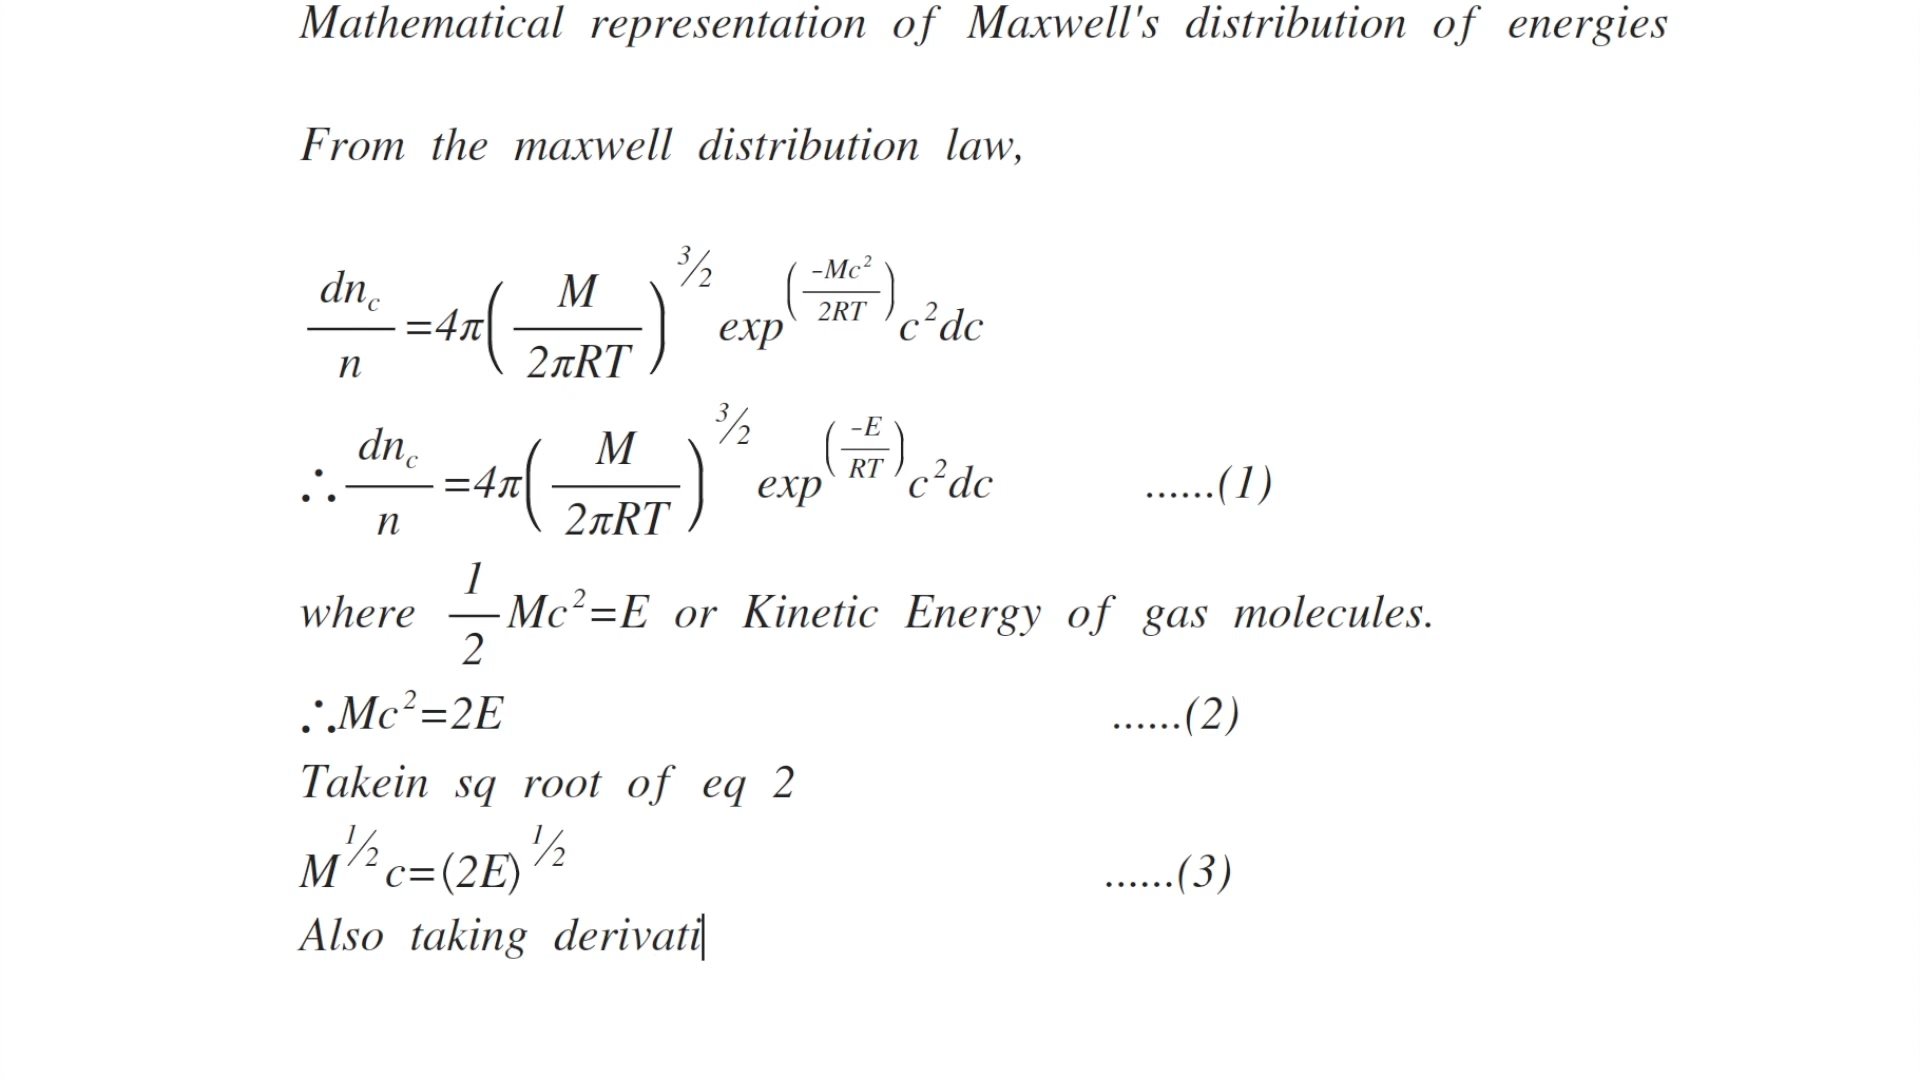 Mathematical representation of Maxwell's distribution of energies
From the maxwell distribution law,
dn_c/n =4π(M/2πRT)^3/2 exp^(-Mc²/2RT) c²dc
∴ dn_c/n =4π(M/2πRT)^3/2 exp^(-E/RT) c²dc ......(1)
where 1/2 Mc²=E or Kinetic Energy of gas molecules.
∴Mc²=2E ......(2)
Takein sq root of eq 2
M^1/2 c=(2E)^1/2 ......(3)
Also taking derivati